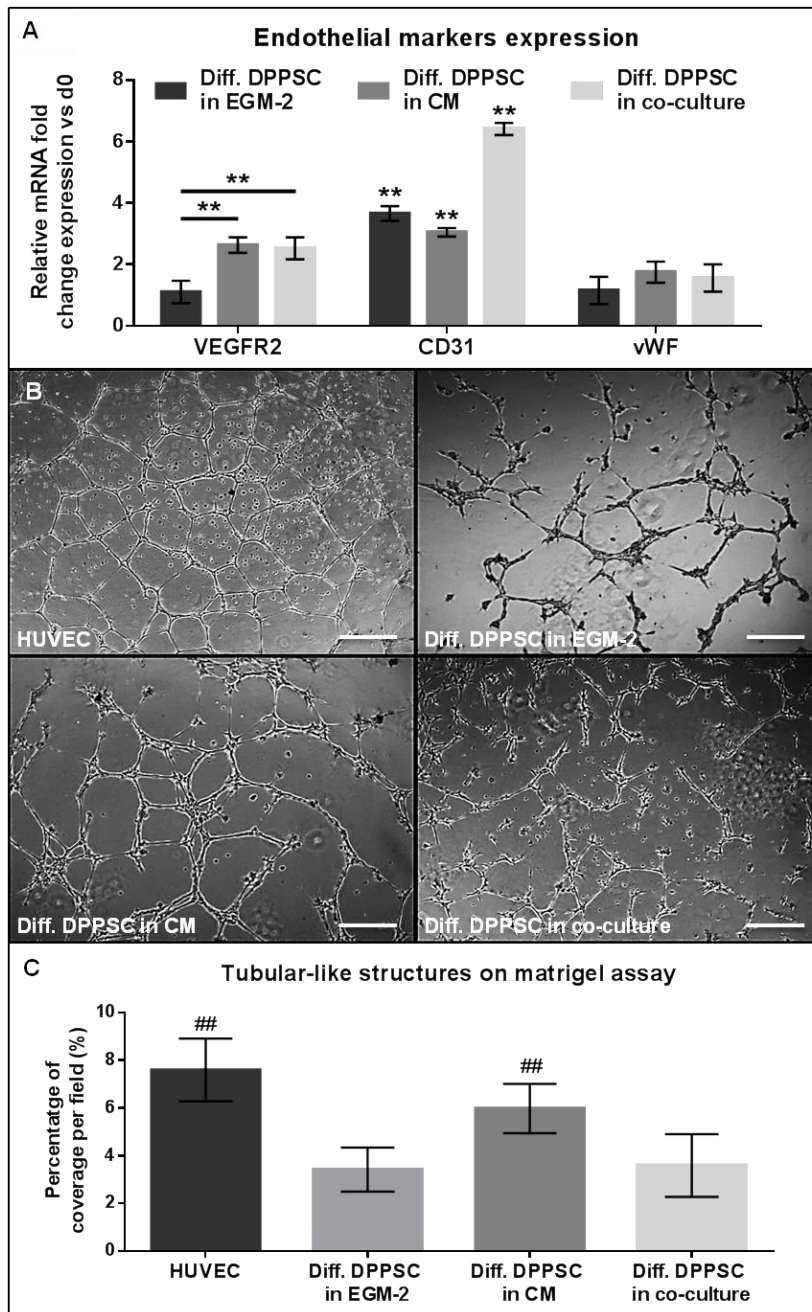 A
Endothelial markers expression
Relative mRNA fold
change expression vs d0
8
6
4
2
0
Diff. DPPSC
in EGM-2
Diff. DPPSC
in CM
Diff. DPPSC
in co-culture
**
**
**
**
**
VEGFR2
CD31
vWF
B
HUVEC
Diff. DPPSC in EGM-2
Diff. DPPSC in CM
Diff. DPPSC in co-culture
C
Tubular-like structures on matrigel assay
Percentatge of
coverage per field (%)
10
8
6
4
2
0
##
##
HUVEC
Diff. DPPSC
in EGM-2
Diff. DPPSC
in CM
Diff. DPPSC
in co-culture